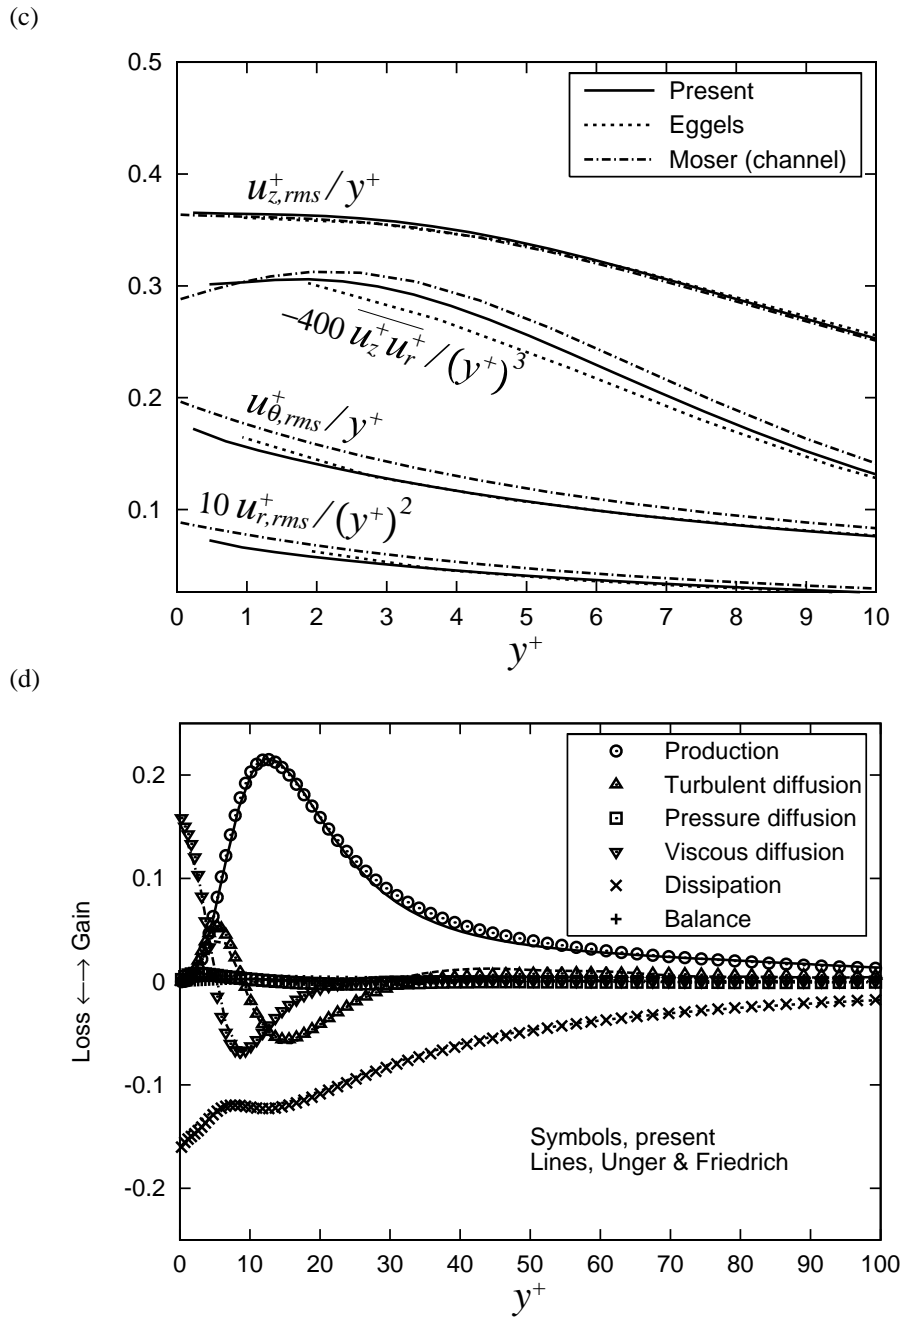 (c)
0.5
0.4
0.3
0.2
0.1
Present
Eggels
Moser (channel)
u⁺z,rms/y⁺
−400 u⁺z u⁺r/(y⁺)³
u⁺θ,rms/y⁺
10 u⁺r,rms/(y⁺)²
0 1 2 3 4 5 6 7 8 9 10
y⁺
(d)
0.2
0.1
0
-0.1
-0.2
Loss ←→ Gain
Production
Turbulent diffusion
Pressure diffusion
Viscous diffusion
Dissipation
Balance
Symbols, present
Lines, Unger & Friedrich
0 10 20 30 40 50 60 70 80 90 100
y⁺